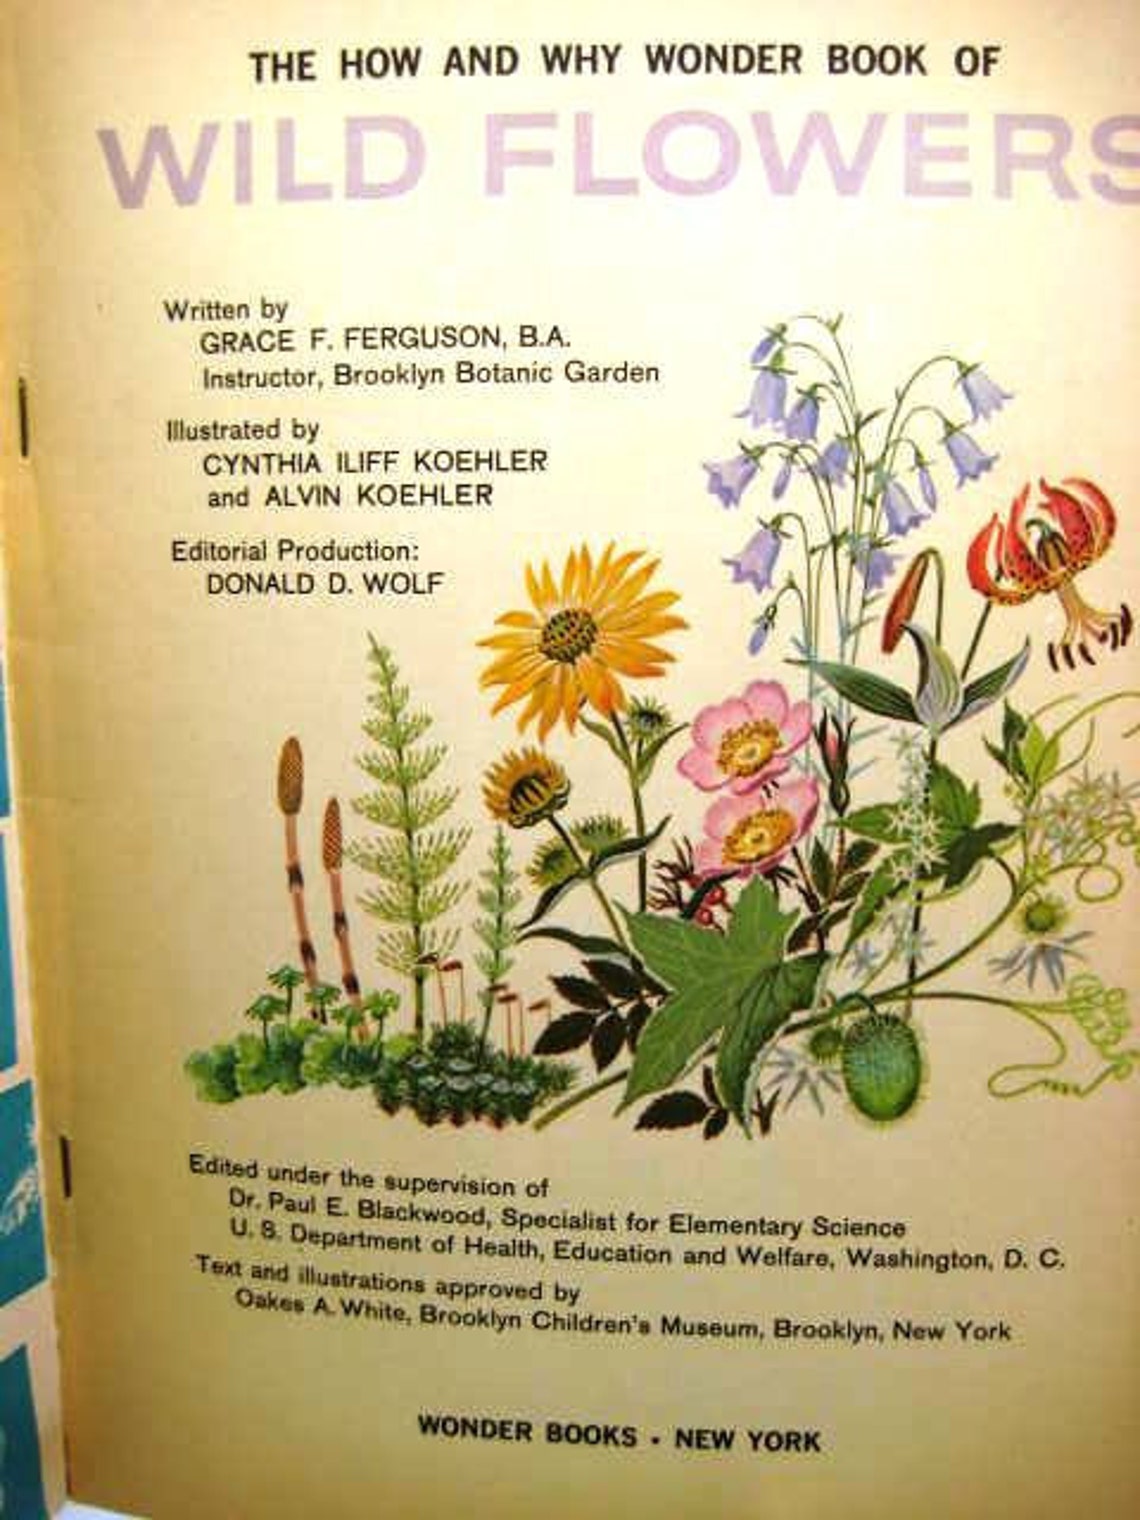 THE HOW AND WHY WONDER BOOK OF
WILD FLOWERS
Written by
GRACE F. FERGUSON, B.A.
Instructor, Brooklyn Botanic Garden
Illustrated by
CYNTHIA ILIFF KOEHLER
and ALVIN KOEHLER
Editorial Production:
DONALD D. WOLF
Edited under the supervision of
Dr. Paul E. Blackwood, Specialist for Elementary Science
U. S. Department of Health, Education and Welfare, Washington, D. C.
Text and illustrations approved by
Oakes A. White, Brooklyn Children's Museum, Brooklyn, New York
WONDER BOOKS • NEW YORK